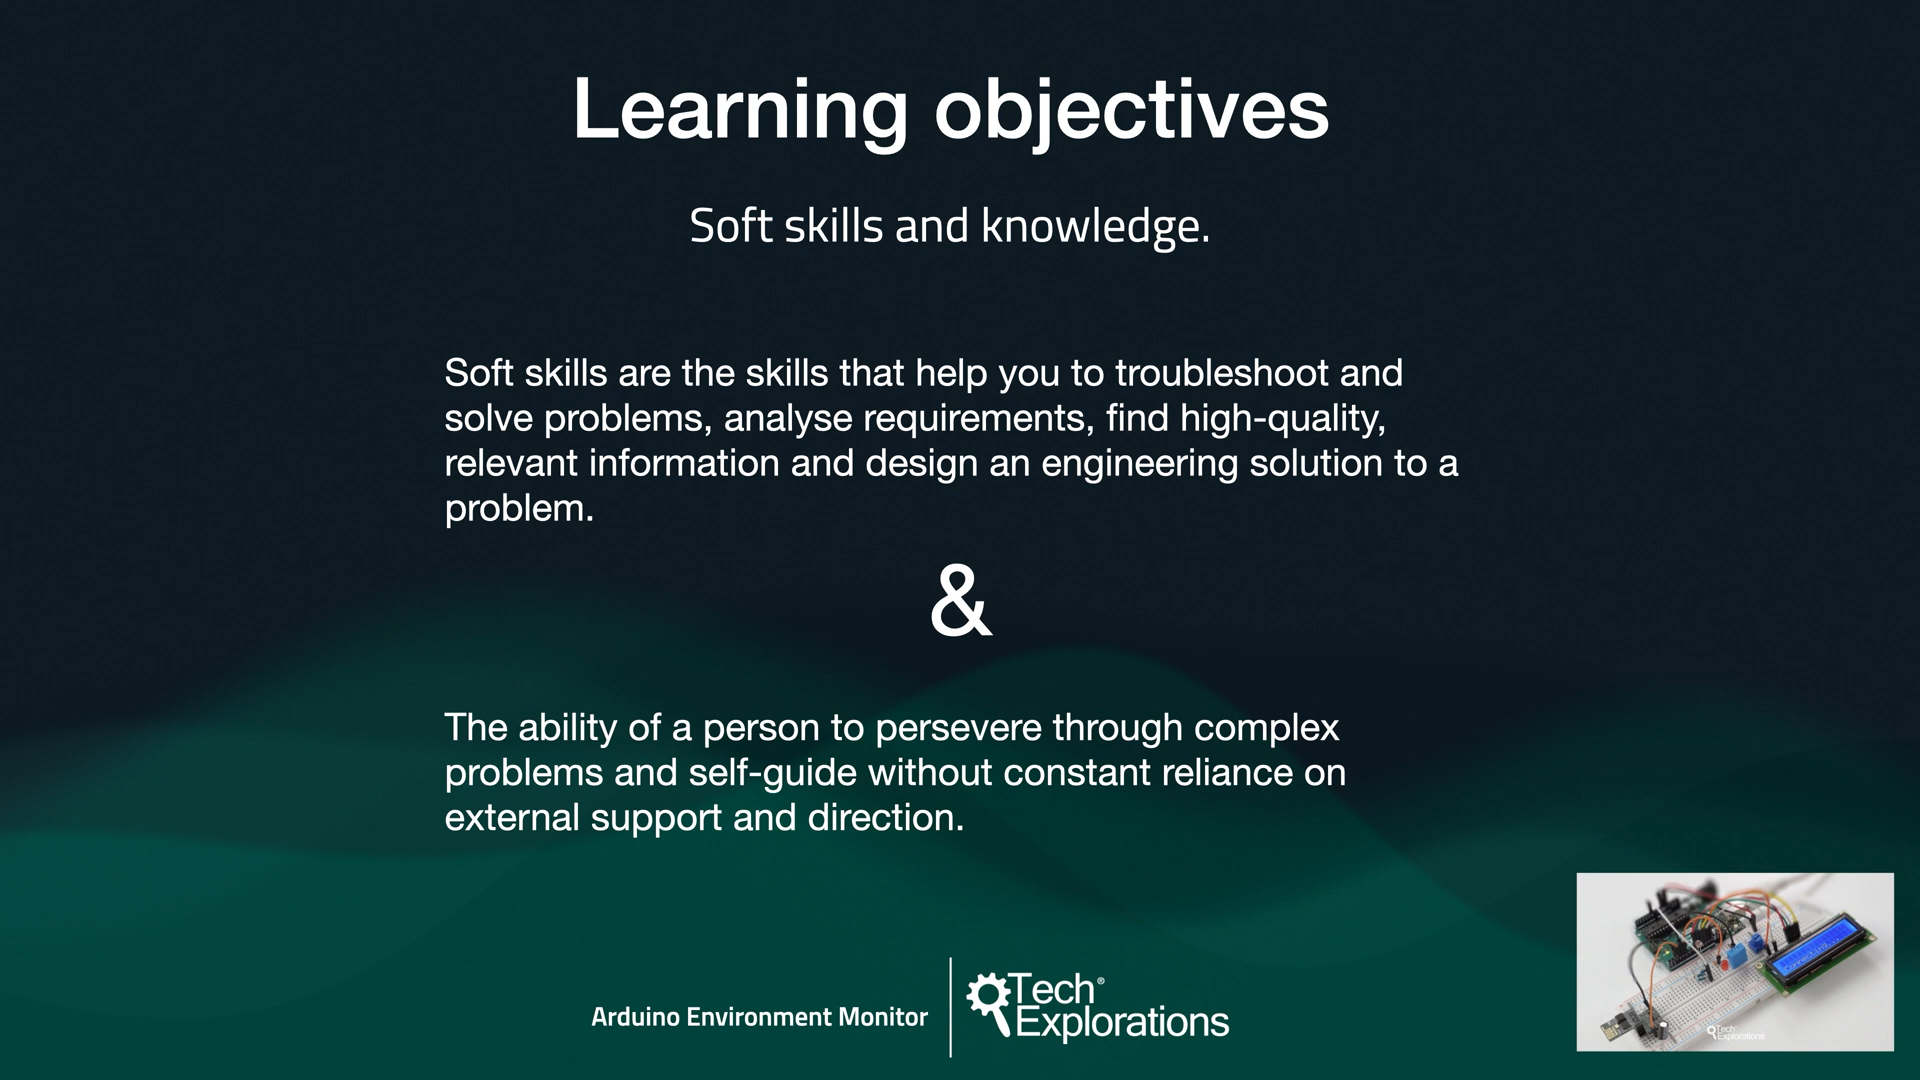 Learning objectives
Soft skills and knowledge.
Soft skills are the skills that help you to troubleshoot and
solve problems, analyse requirements, find high-quality,
relevant information and design an engineering solution to a
problem.
&
The ability of a person to persevere through complex
problems and self-guide without constant reliance on
external support and direction.
Arduino Environment Monitor
Tech®
Explorations
Tech
Explorations